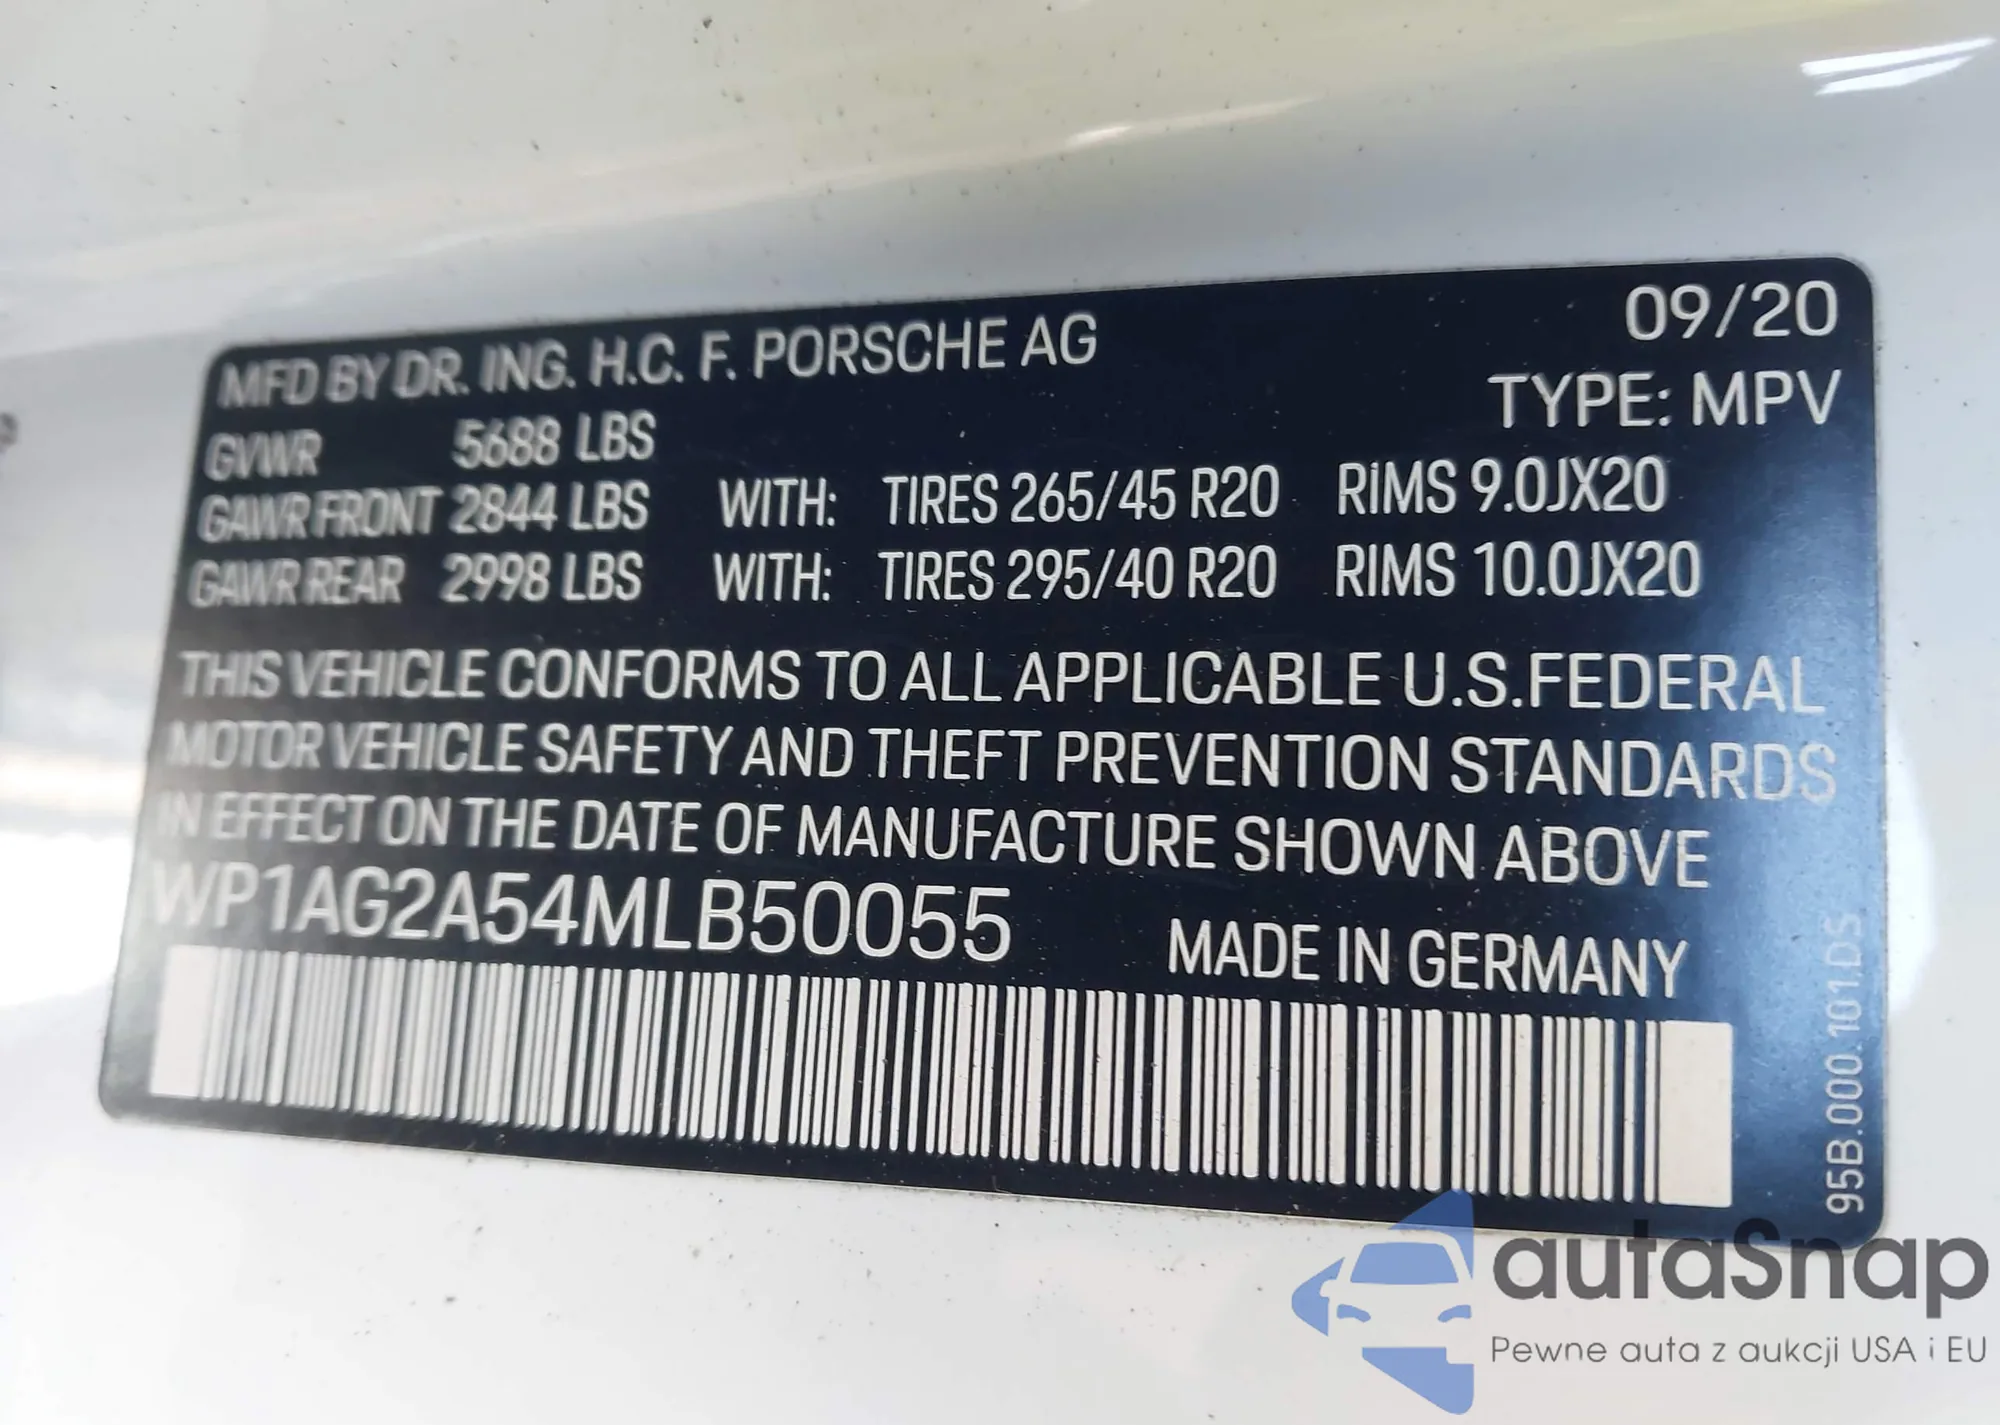 09/20
MFD BY DR. ING. H.C. F. PORSCHE AG
TYPE: MPV
GVWR 5688 LBS
GAWR FRONT 2844 LBS WITH: TIRES 265/45 R20 RIMS 9.0JX20
GAWR REAR 2998 LBS WITH: TIRES 295/40 R20 RIMS 10.0JX20
THIS VEHICLE CONFORMS TO ALL APPLICABLE U.S.FEDERAL
MOTOR VEHICLE SAFETY AND THEFT PREVENTION STANDARDS
IN EFFECT ON THE DATE OF MANUFACTURE SHOWN ABOVE
WP1AG2A54MLB50055
MADE IN GERMANY
95B.000.101.DS
autaSnap
Pewne auta z aukcji USA i EU